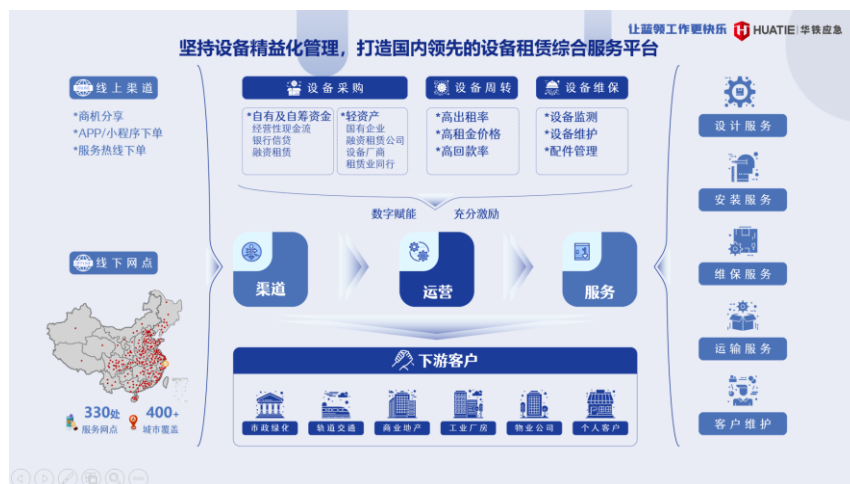 让蓝领工作更快乐 HUATIE 华铁应急
坚持设备精益化管理，打造国内领先的设备租赁综合服务平台
线上渠道
*商机分享
*APP/小程序下单
*服务热线下单
线下网点
330处
服务网点
400+
城市覆盖
设备采购
*自有及自筹资金
经营性现金流
银行信贷
融资租赁
*轻资产
国有企业
融资租赁公司
设备厂商
租赁业同行
设备周转
*高出租率
*高租金价格
*高回款率
设备维保
*设备监测
*设备维护
*配件管理
数字赋能 充分激励
渠道
运营
服务
下游客户
市政绿化
轨道交通
商业地产
工业厂房
物业公司
个人客户
设计服务
安装服务
维保服务
运输服务
客户维护